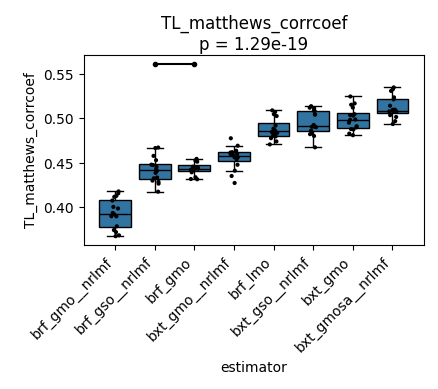 TL_matthews_corrcoef
p = 1.29e-19
TL_matthews_corrcoef
0.55
0.50
0.45
0.40
brf_gmo__nrlmf
brf_gso__nrlmf
brf_gmo
bxt_gmo__nrlmf
brf_lmo
bxt_gso__nrlmf
bxt_gmo
bxt_gmosa__nrlmf
estimator